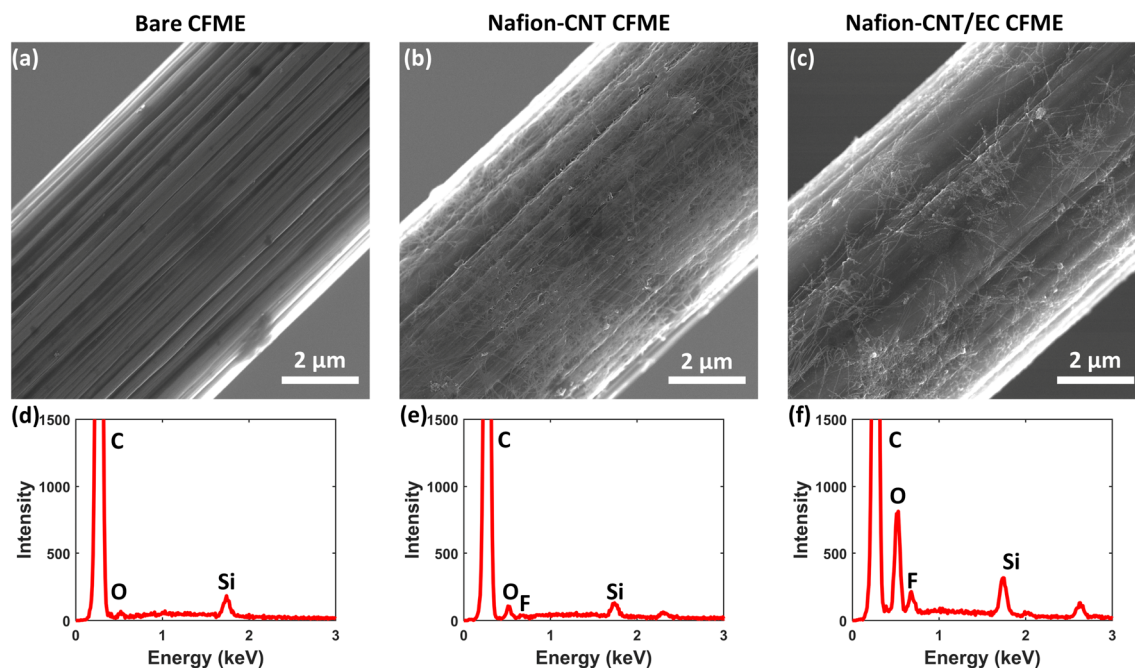 Bare CFME
Nafion-CNT CFME
Nafion-CNT/EC CFME
(a)
(b)
(c)
2 µm
2 µm
2 µm
(d)
(e)
(f)
1500
1000
500
0
Intensity
C
O
Si
0
1
2
3
Energy (keV)
1500
1000
500
0
Intensity
C
O
F
Si
0
1
2
3
Energy (keV)
1500
1000
500
0
Intensity
C
O
F
Si
0
1
2
3
Energy (keV)